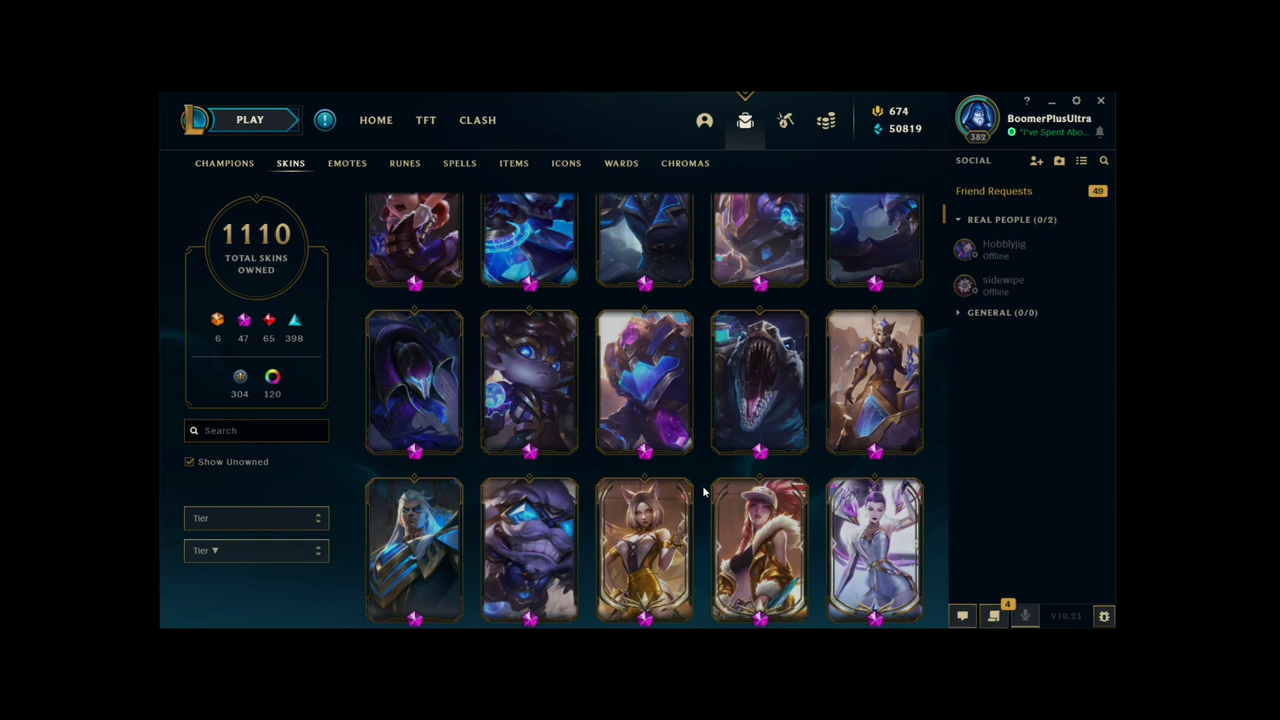 PLAY
HOME
TFT
CLASH
674
50819
382
BoomerPlusUltra
"I've Spent Abo...
CHAMPIONS
SKINS
EMOTES
RUNES
SPELLS
ITEMS
ICONS
WARDS
CHROMAS
SOCIAL
1110
TOTAL SKINS
OWNED
6
47
65
398
304
120
Search
Show Unowned
Tier
Tier ▼
Friend Requests
49
REAL PEOPLE (0/2)
Hobblyjig
Offline
sidewipe
Offline
GENERAL (0/0)
4
V10.23